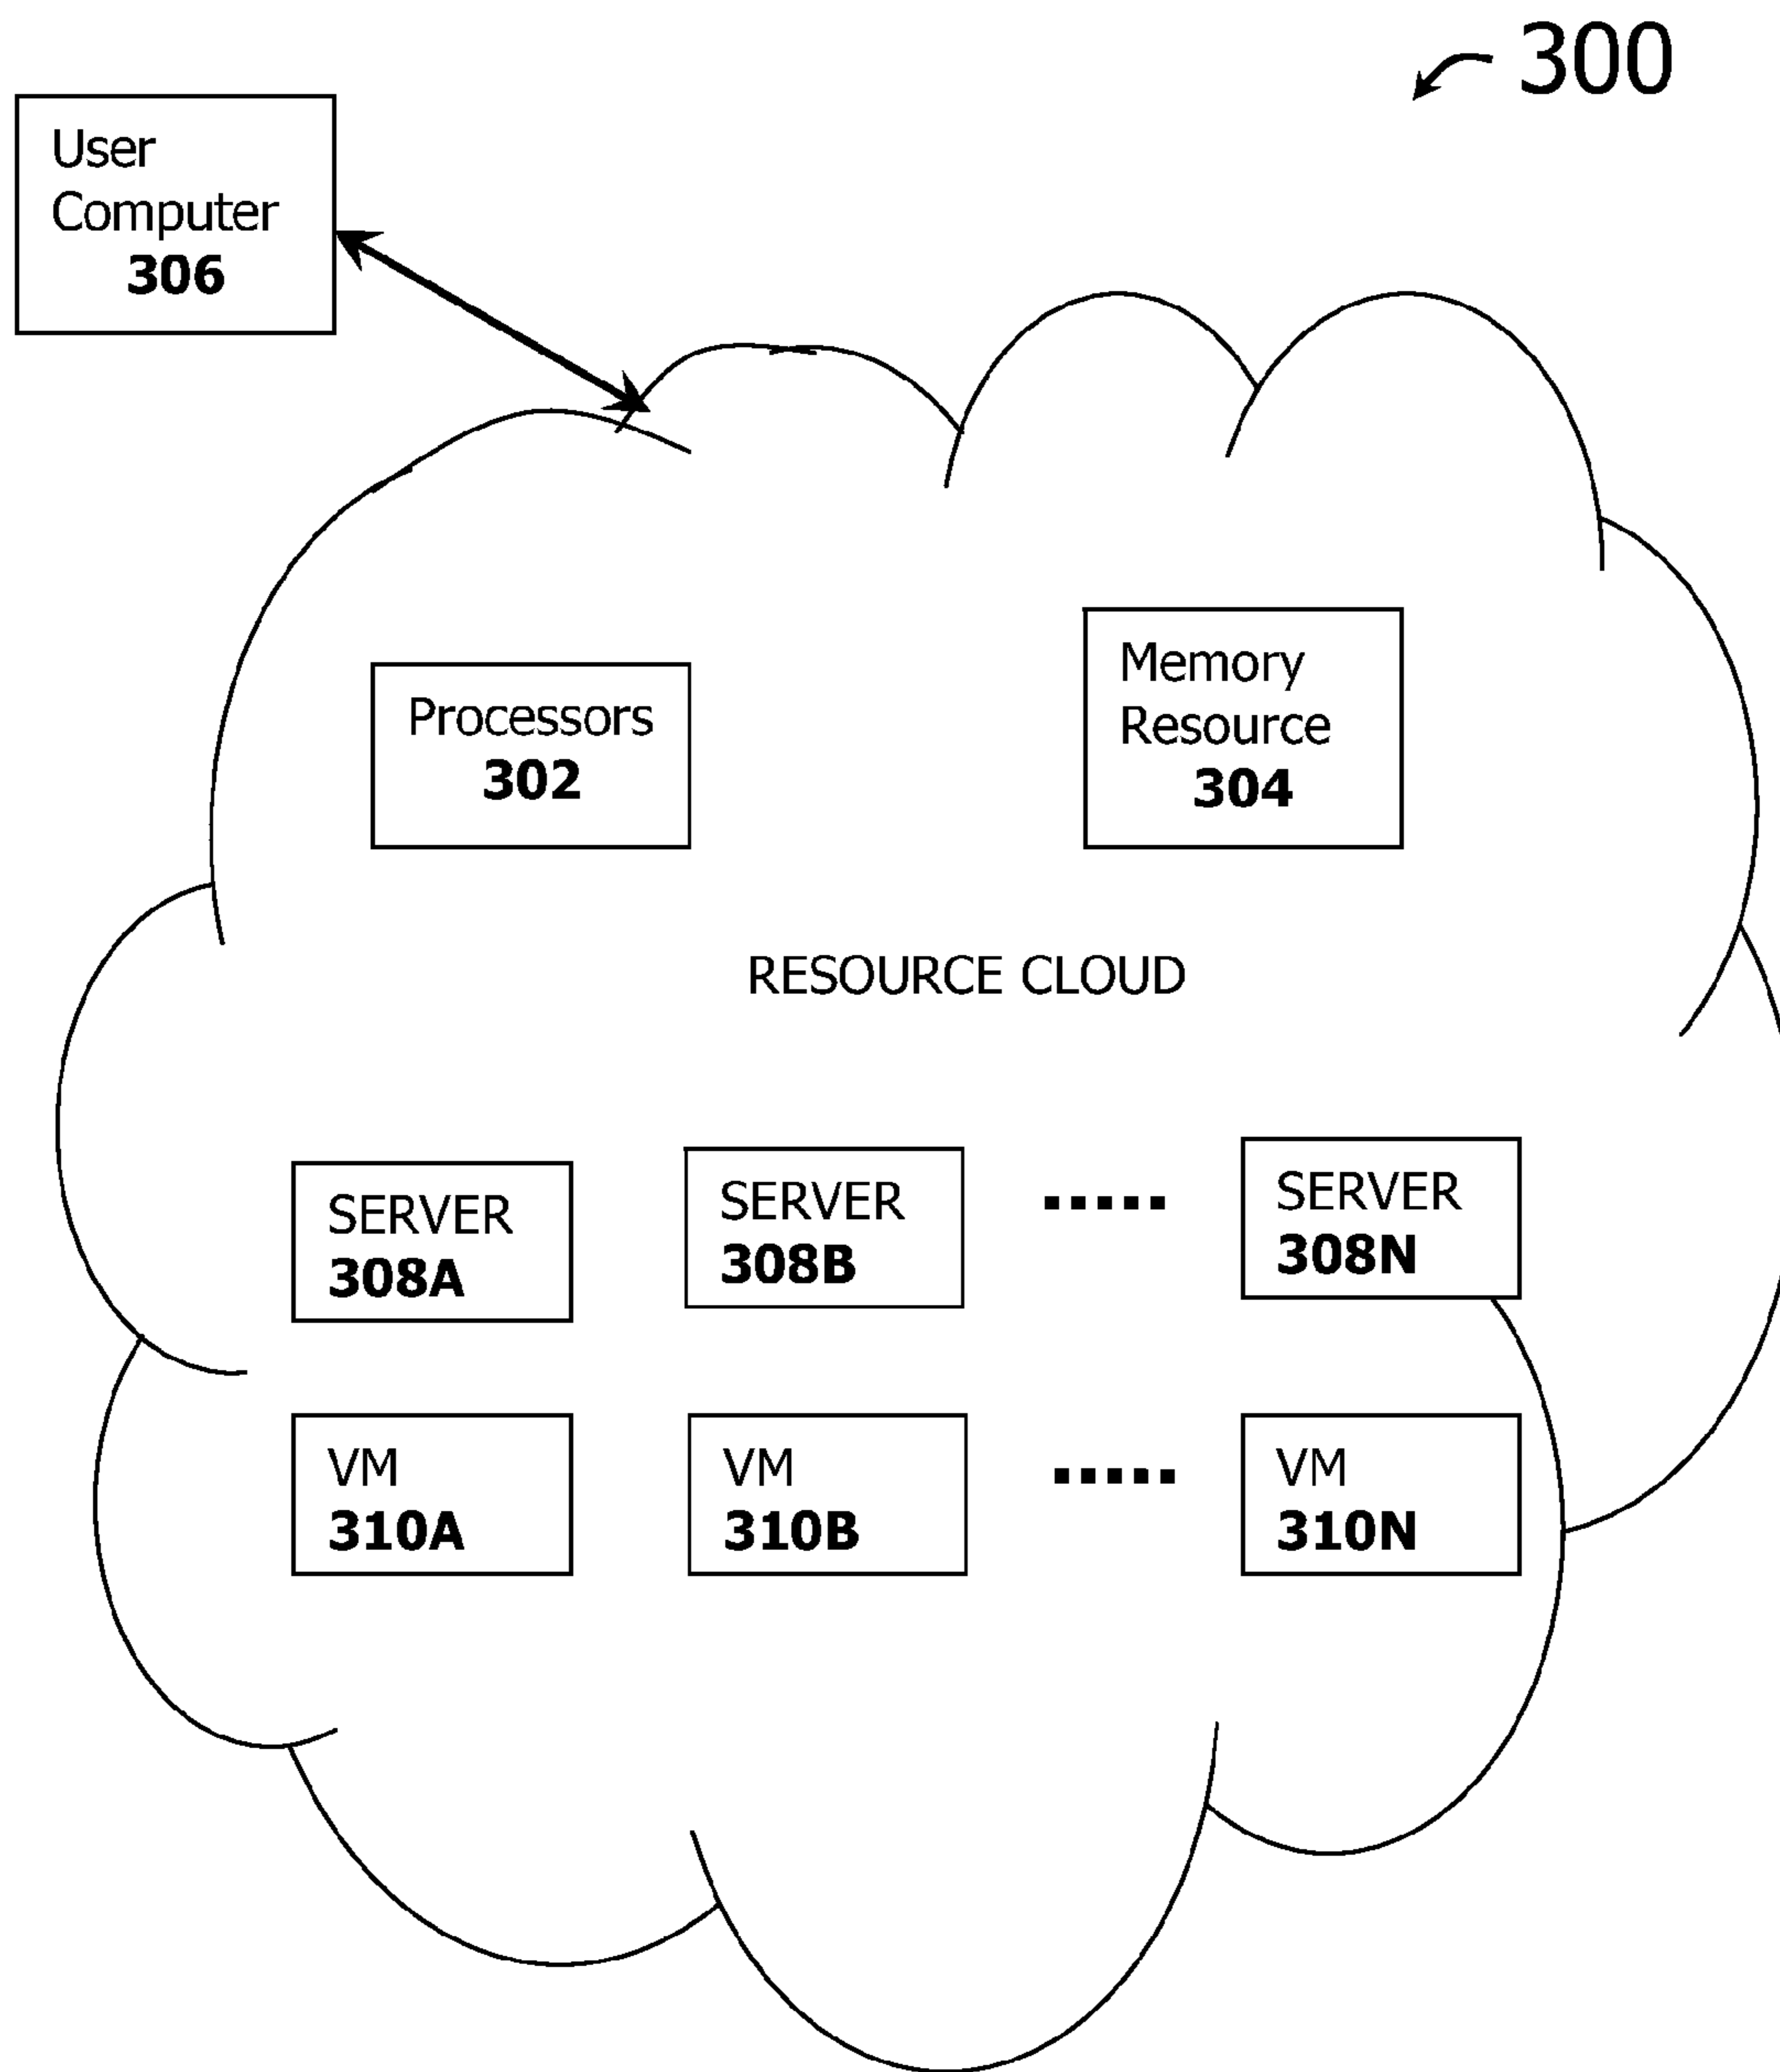 300
User
Computer
306
Processors
302
Memory
Resource
304
RESOURCE CLOUD
SERVER
308A
SERVER
308B
SERVER
308N
VM
310A
VM
310B
VM
310N